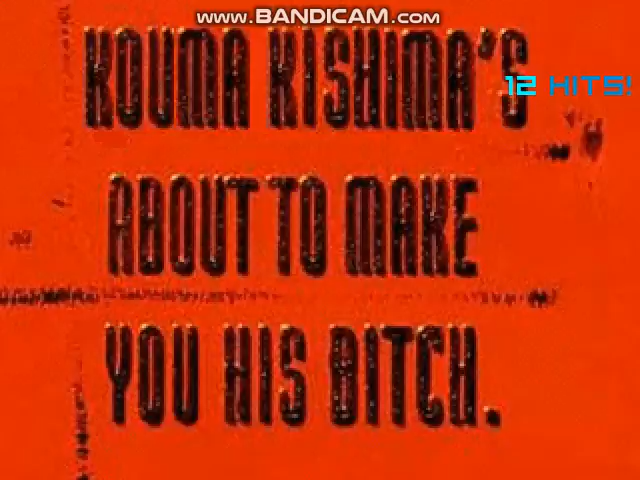 www.BANDICAM.com
KOUMA KISHIMA'S
12 HITS!
ABOUT TO MAKE
YOU HIS BITCH.